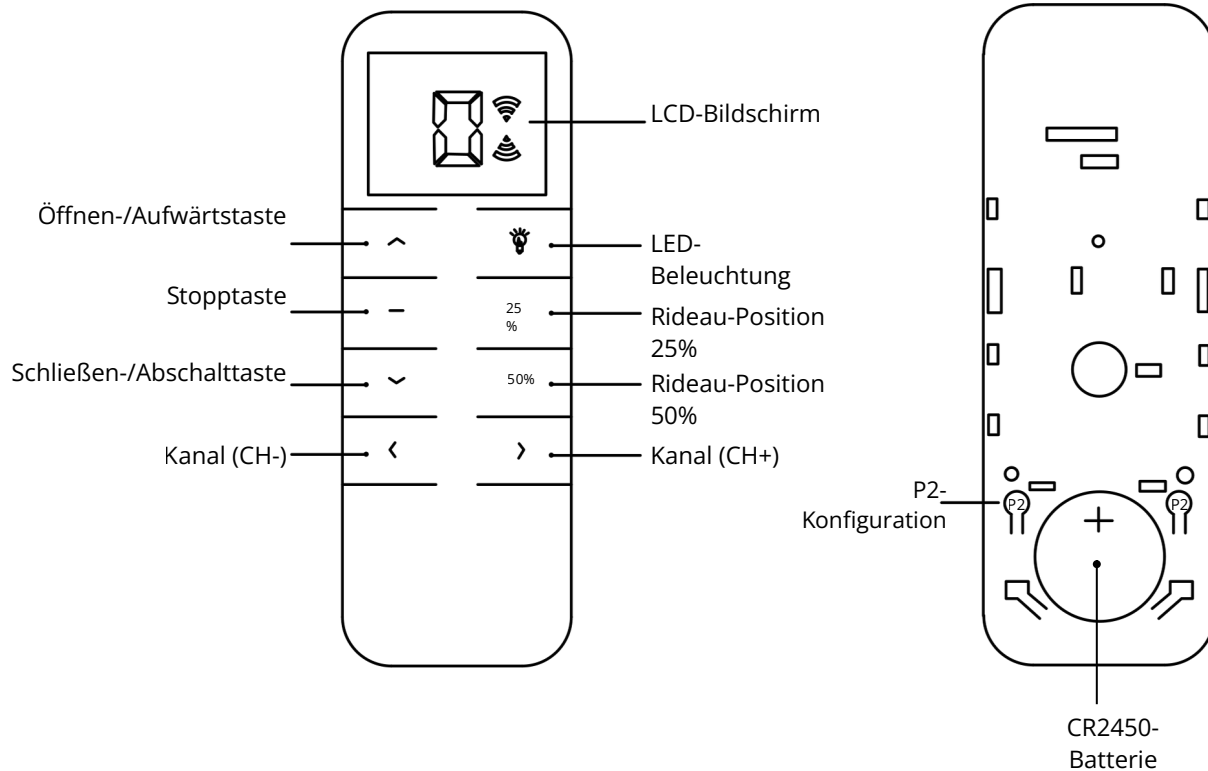 LCD-Bildschirm
Öffnen-/Aufwärtstaste
LED-
Beleuchtung
Stopptaste
25
%
Rideau-Position
25%
Schließen-/Abschalttaste
50%
Rideau-Position
50%
Kanal (CH-)
Kanal (CH+)
P2-
Konfiguration
P2
P2
CR2450-
Batterie